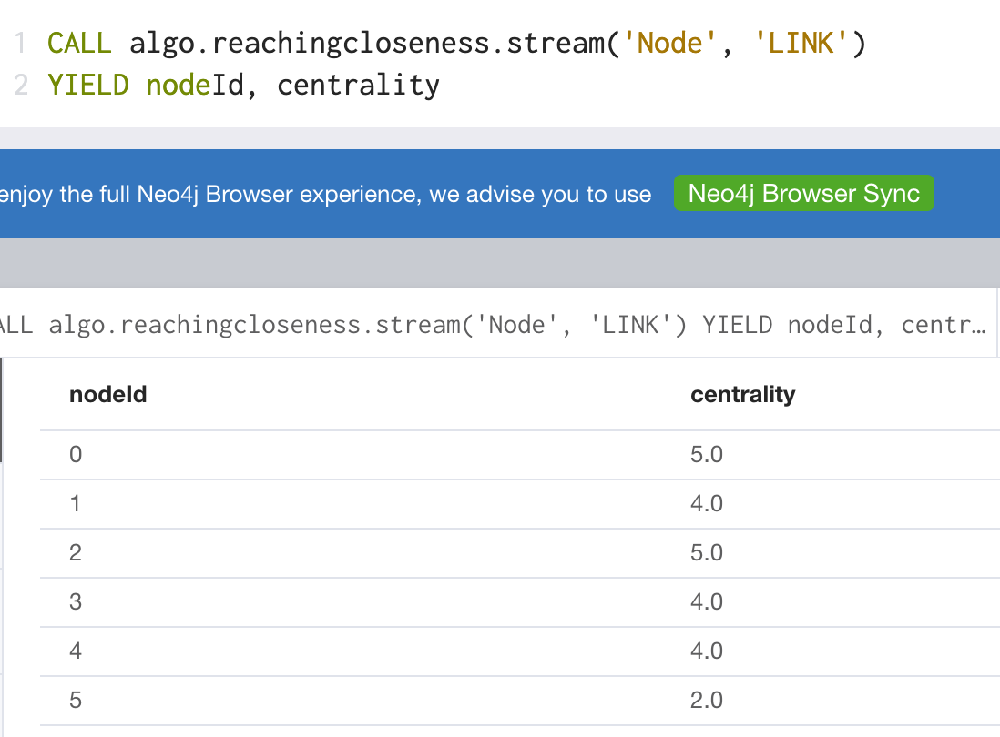 1 CALL algo.reachingcloseness.stream('Node', 'LINK')
2 YIELD nodeId, centrality
enjoy the full Neo4j Browser experience, we advise you to use Neo4j Browser Sync
ALL algo.reachingcloseness.stream('Node', 'LINK') YIELD nodeId, centr…
nodeId centrality
0 5.0
1 4.0
2 5.0
3 4.0
4 4.0
5 2.0